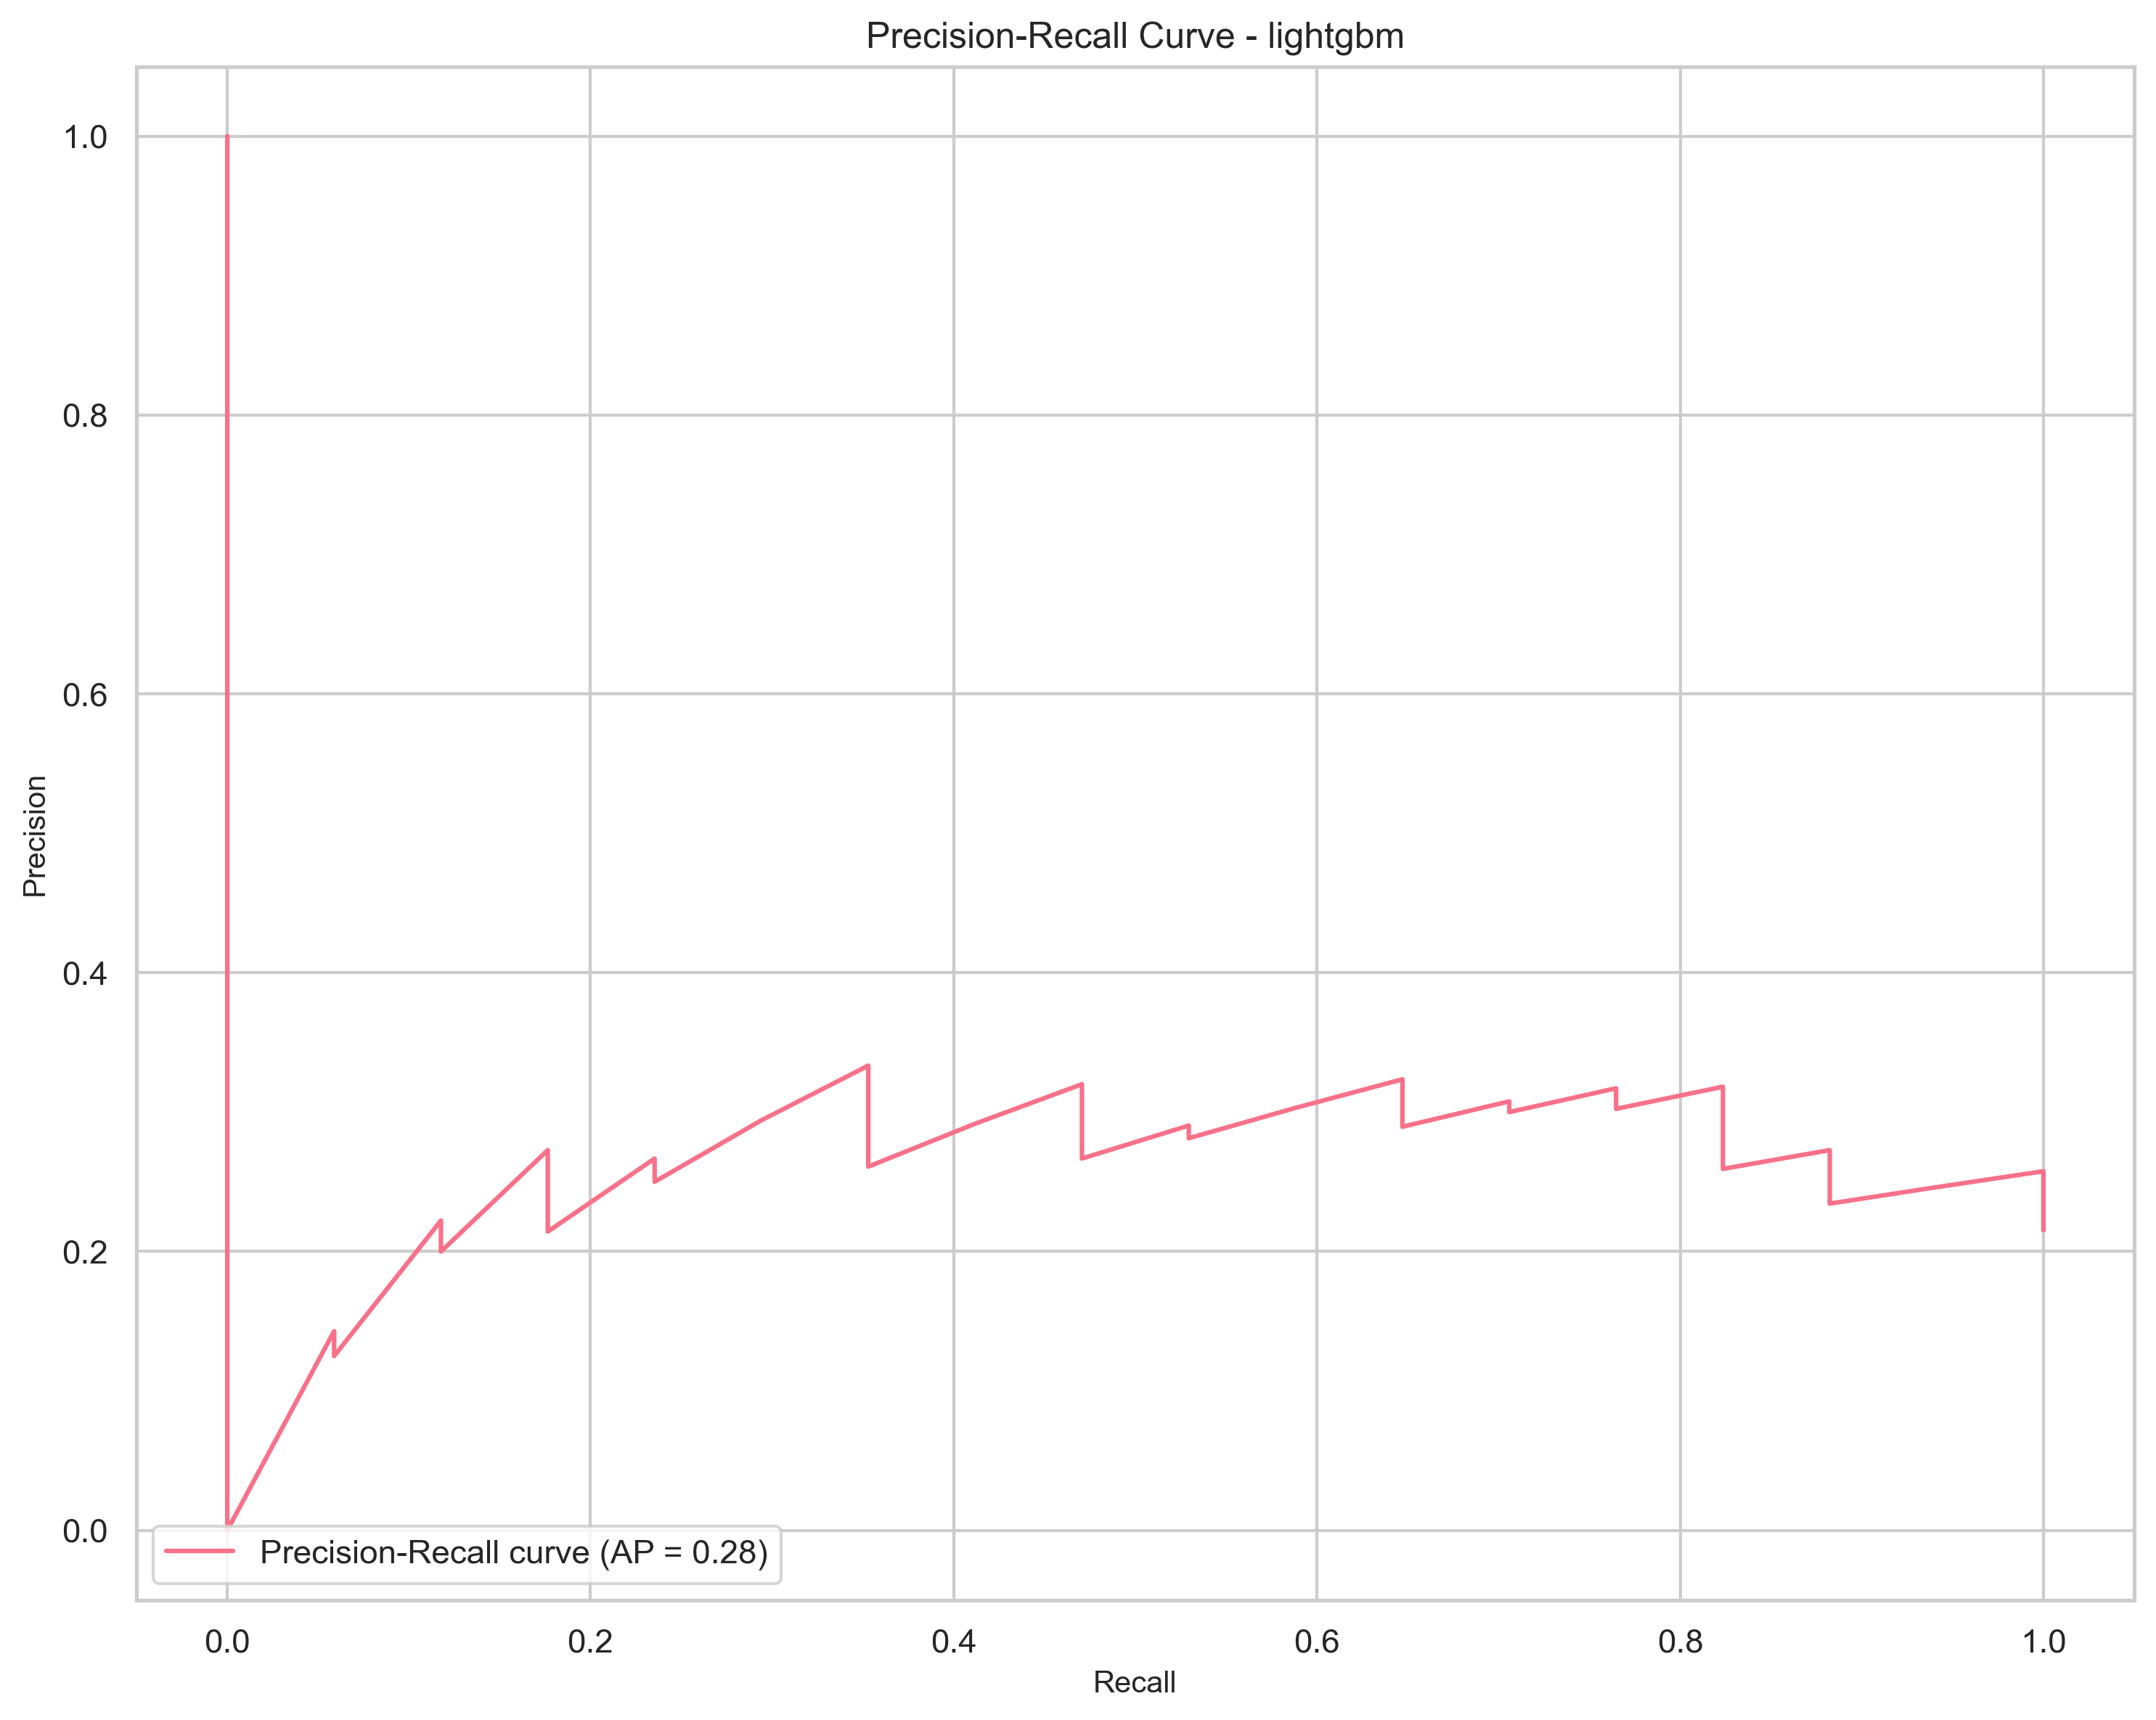 Precision-Recall Curve - lightgbm
1.0
0.8
0.6
0.4
0.2
0.0
Precision
Precision-Recall curve (AP = 0.28)
0.0 0.2 0.4 0.6 0.8 1.0
Recall